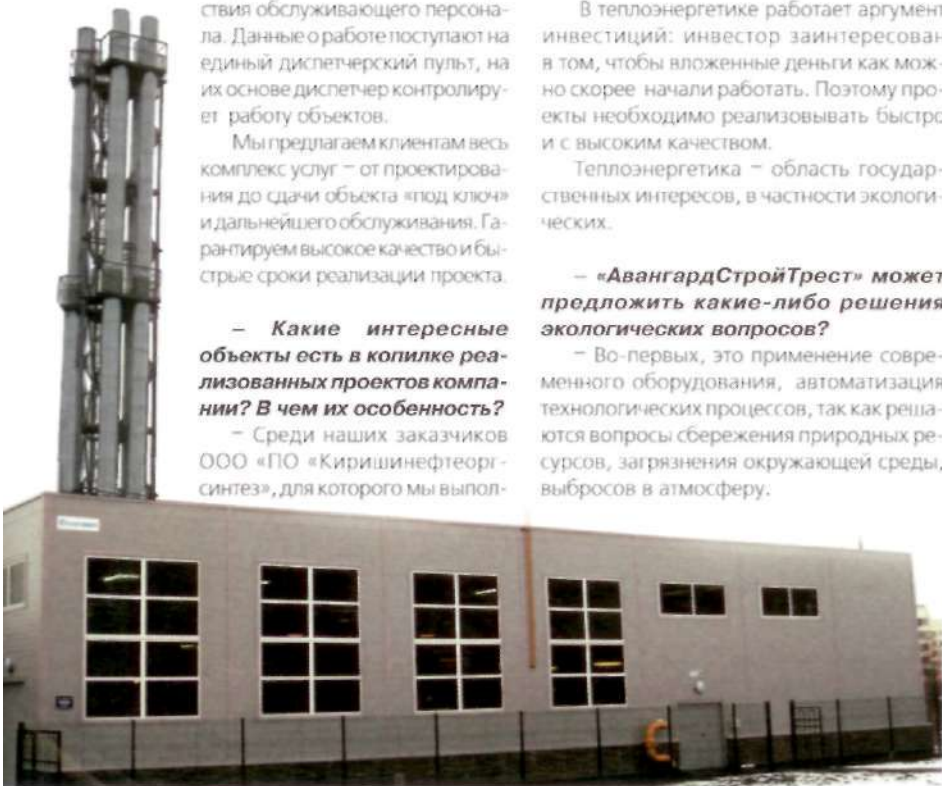 ствия обслуживающего персона-
ла. Данные о работе поступают на
единый диспетчерский пульт, на
их основе диспетчер контролиру-
ет работу объектов.
Мы предлагаем клиентам весь
комплекс услуг – от проектирова-
ния до сдачи объекта «под ключ»
и дальнейшего обслуживания. Га-
рантируем высокое качество и бы-
стрые сроки реализации проекта.
– Какие интересные
объекты есть в копилке реа-
лизованных проектов компа-
нии? В чем их особенность?
– Среди наших заказчиков
ООО «ПО «Киришинефтеорг-
синтез», для которого мы выпол-
В теплоэнергетике работает аргумент
инвестиций: инвестор заинтересован
в том, чтобы вложенные деньги как мож-
но скорее начали работать. Поэтому про-
екты необходимо реализовывать быстро
и с высоким качеством.
Теплоэнергетика – область государ-
ственных интересов, в частности экологи-
ческих.
– «АвангардСтройТрест» может
предложить какие-либо решения
экологических вопросов?
– Во-первых, это применение совре-
менного оборудования, автоматизация
технологических процессов, так как реша-
ются вопросы сбережения природных ре-
сурсов, загрязнения окружающей среды,
выбросов в атмосферу.